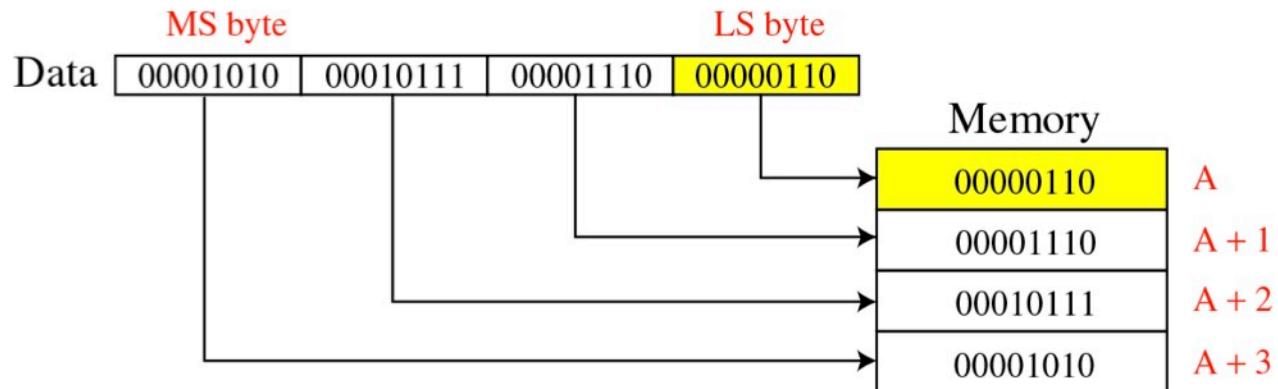 MS byte LS byte
Data 00001010 00010111 00001110 00000110
Memory
00000110 A
00001110 A + 1
00010111 A + 2
00001010 A + 3